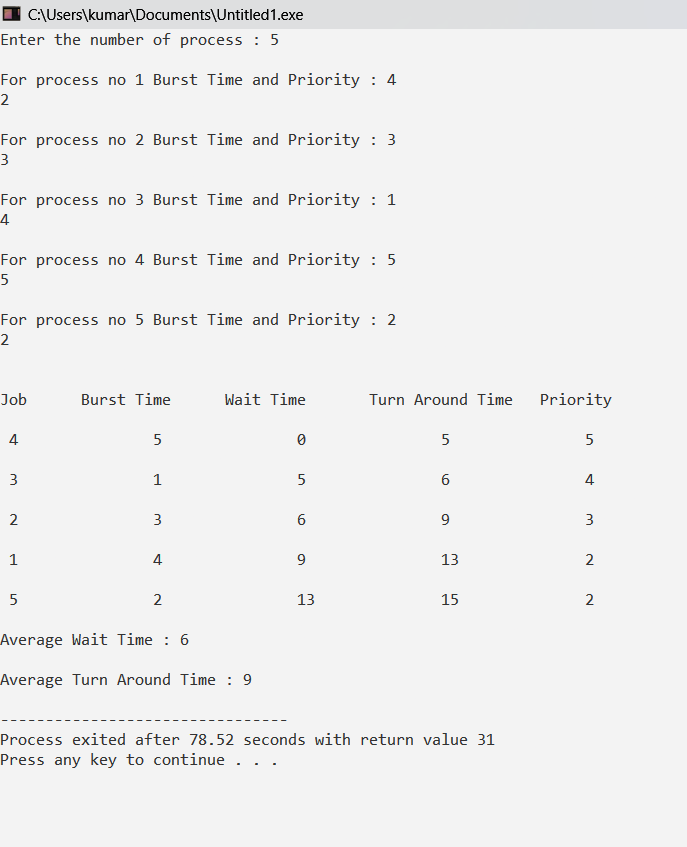 C:\Users\kumar\Documents\Untitled1.exe
Enter the number of process : 5
For process no 1 Burst Time and Priority : 4
2
For process no 2 Burst Time and Priority : 3
3
For process no 3 Burst Time and Priority : 1
4
For process no 4 Burst Time and Priority : 5
5
For process no 5 Burst Time and Priority : 2
2
Job Burst Time Wait Time Turn Around Time Priority
4 5 0 5 5
3 1 5 6 4
2 3 6 9 3
1 4 9 13 2
5 2 13 15 2
Average Wait Time : 6
Average Turn Around Time : 9
--------------------------------
Process exited after 78.52 seconds with return value 31
Press any key to continue . . .